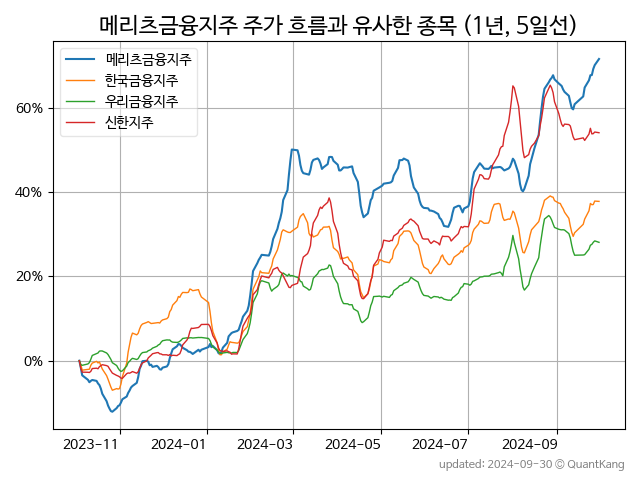 메리츠금융지주 주가 흐름과 유사한 종목 (1년, 5일선)
메리츠금융지주
한국금융지주
우리금융지주
신한지주
60%
40%
20%
0%
2023-11 2024-01 2024-03 2024-05 2024-07 2024-09
updated: 2024-09-30 © QuantKang